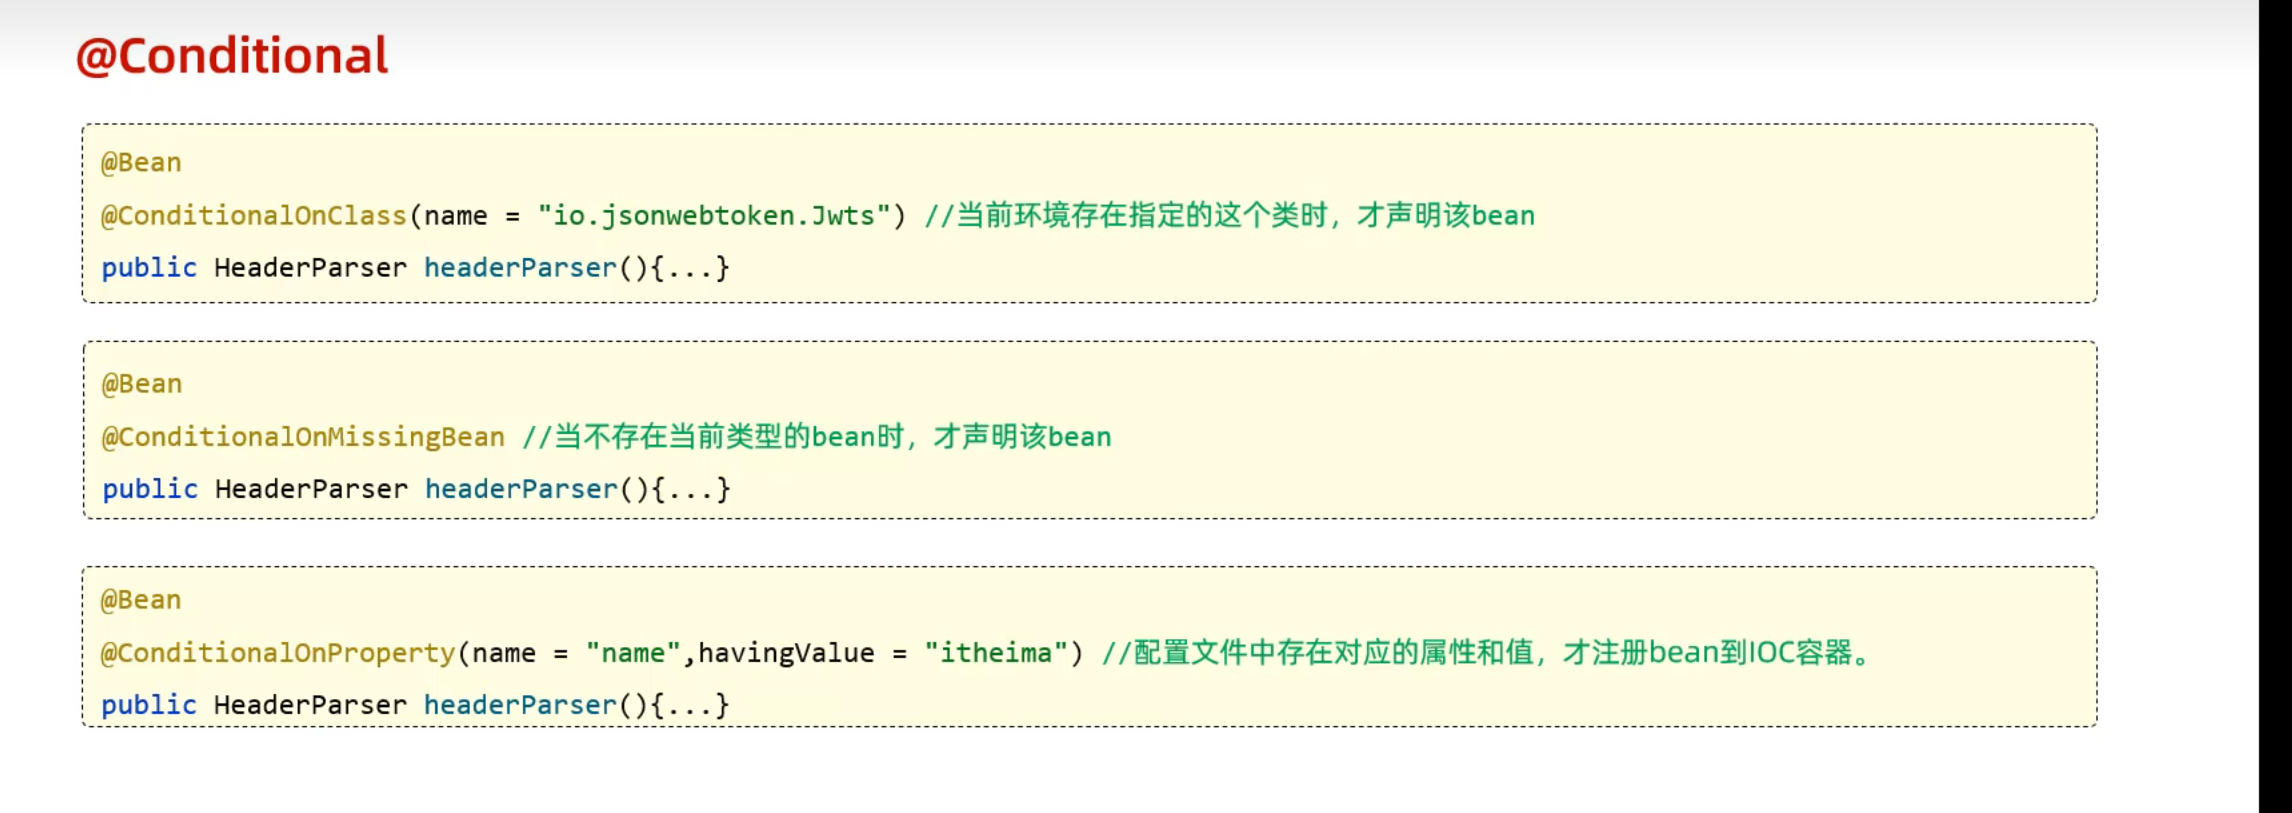 @Conditional
@Bean
@ConditionalOnClass(name = "io.jsonwebtoken.Jwts") //当前环境存在指定的这个类时，才声明该bean
public HeaderParser headerParser(){...}
@Bean
@ConditionalOnMissingBean //当不存在当前类型的bean时，才声明该bean
public HeaderParser headerParser(){...}
@Bean
@ConditionalOnProperty(name = "name",havingValue = "itheima") //配置文件中存在对应的属性和值，才注册bean到IOC容器。
public HeaderParser headerParser(){...}